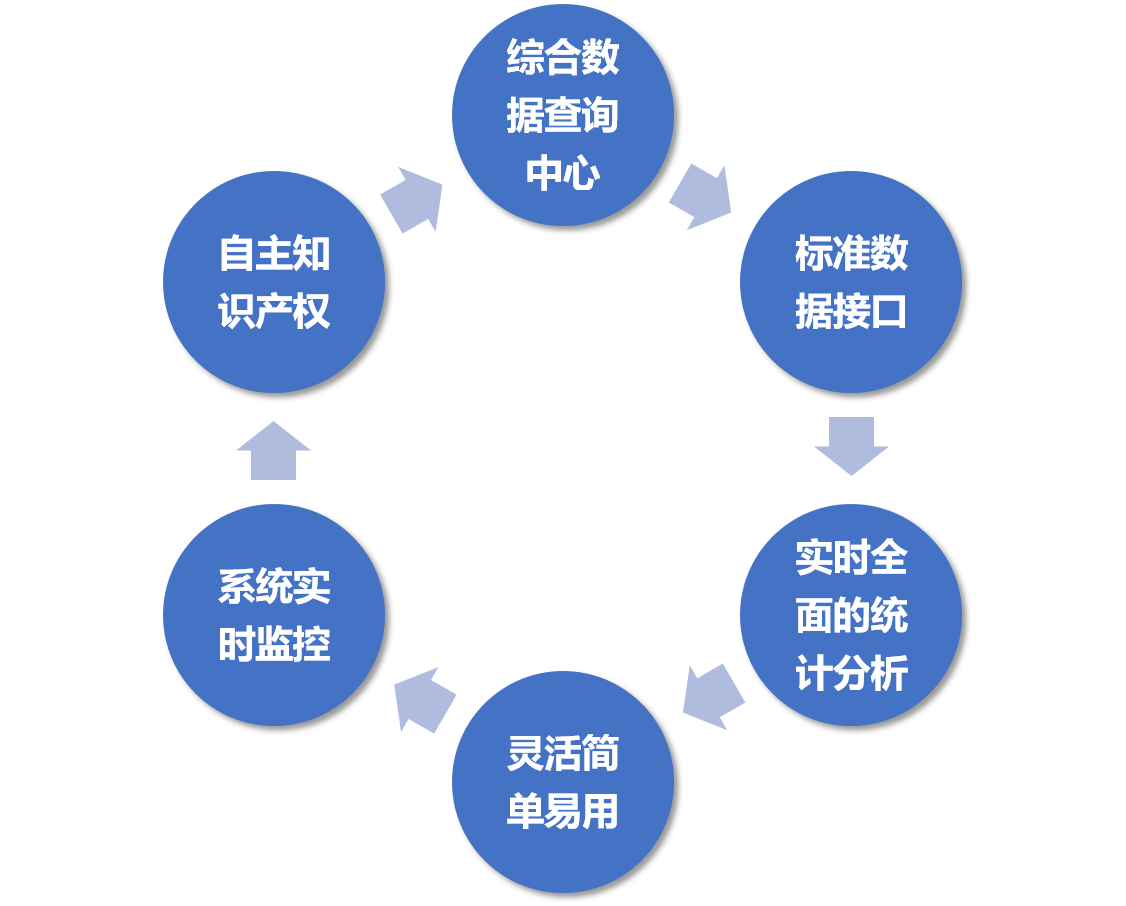 综合数
据查询
中心
标准数
据接口
实时全
面的统
计分析
灵活简
单易用
系统实
时监控
自主知
识产权